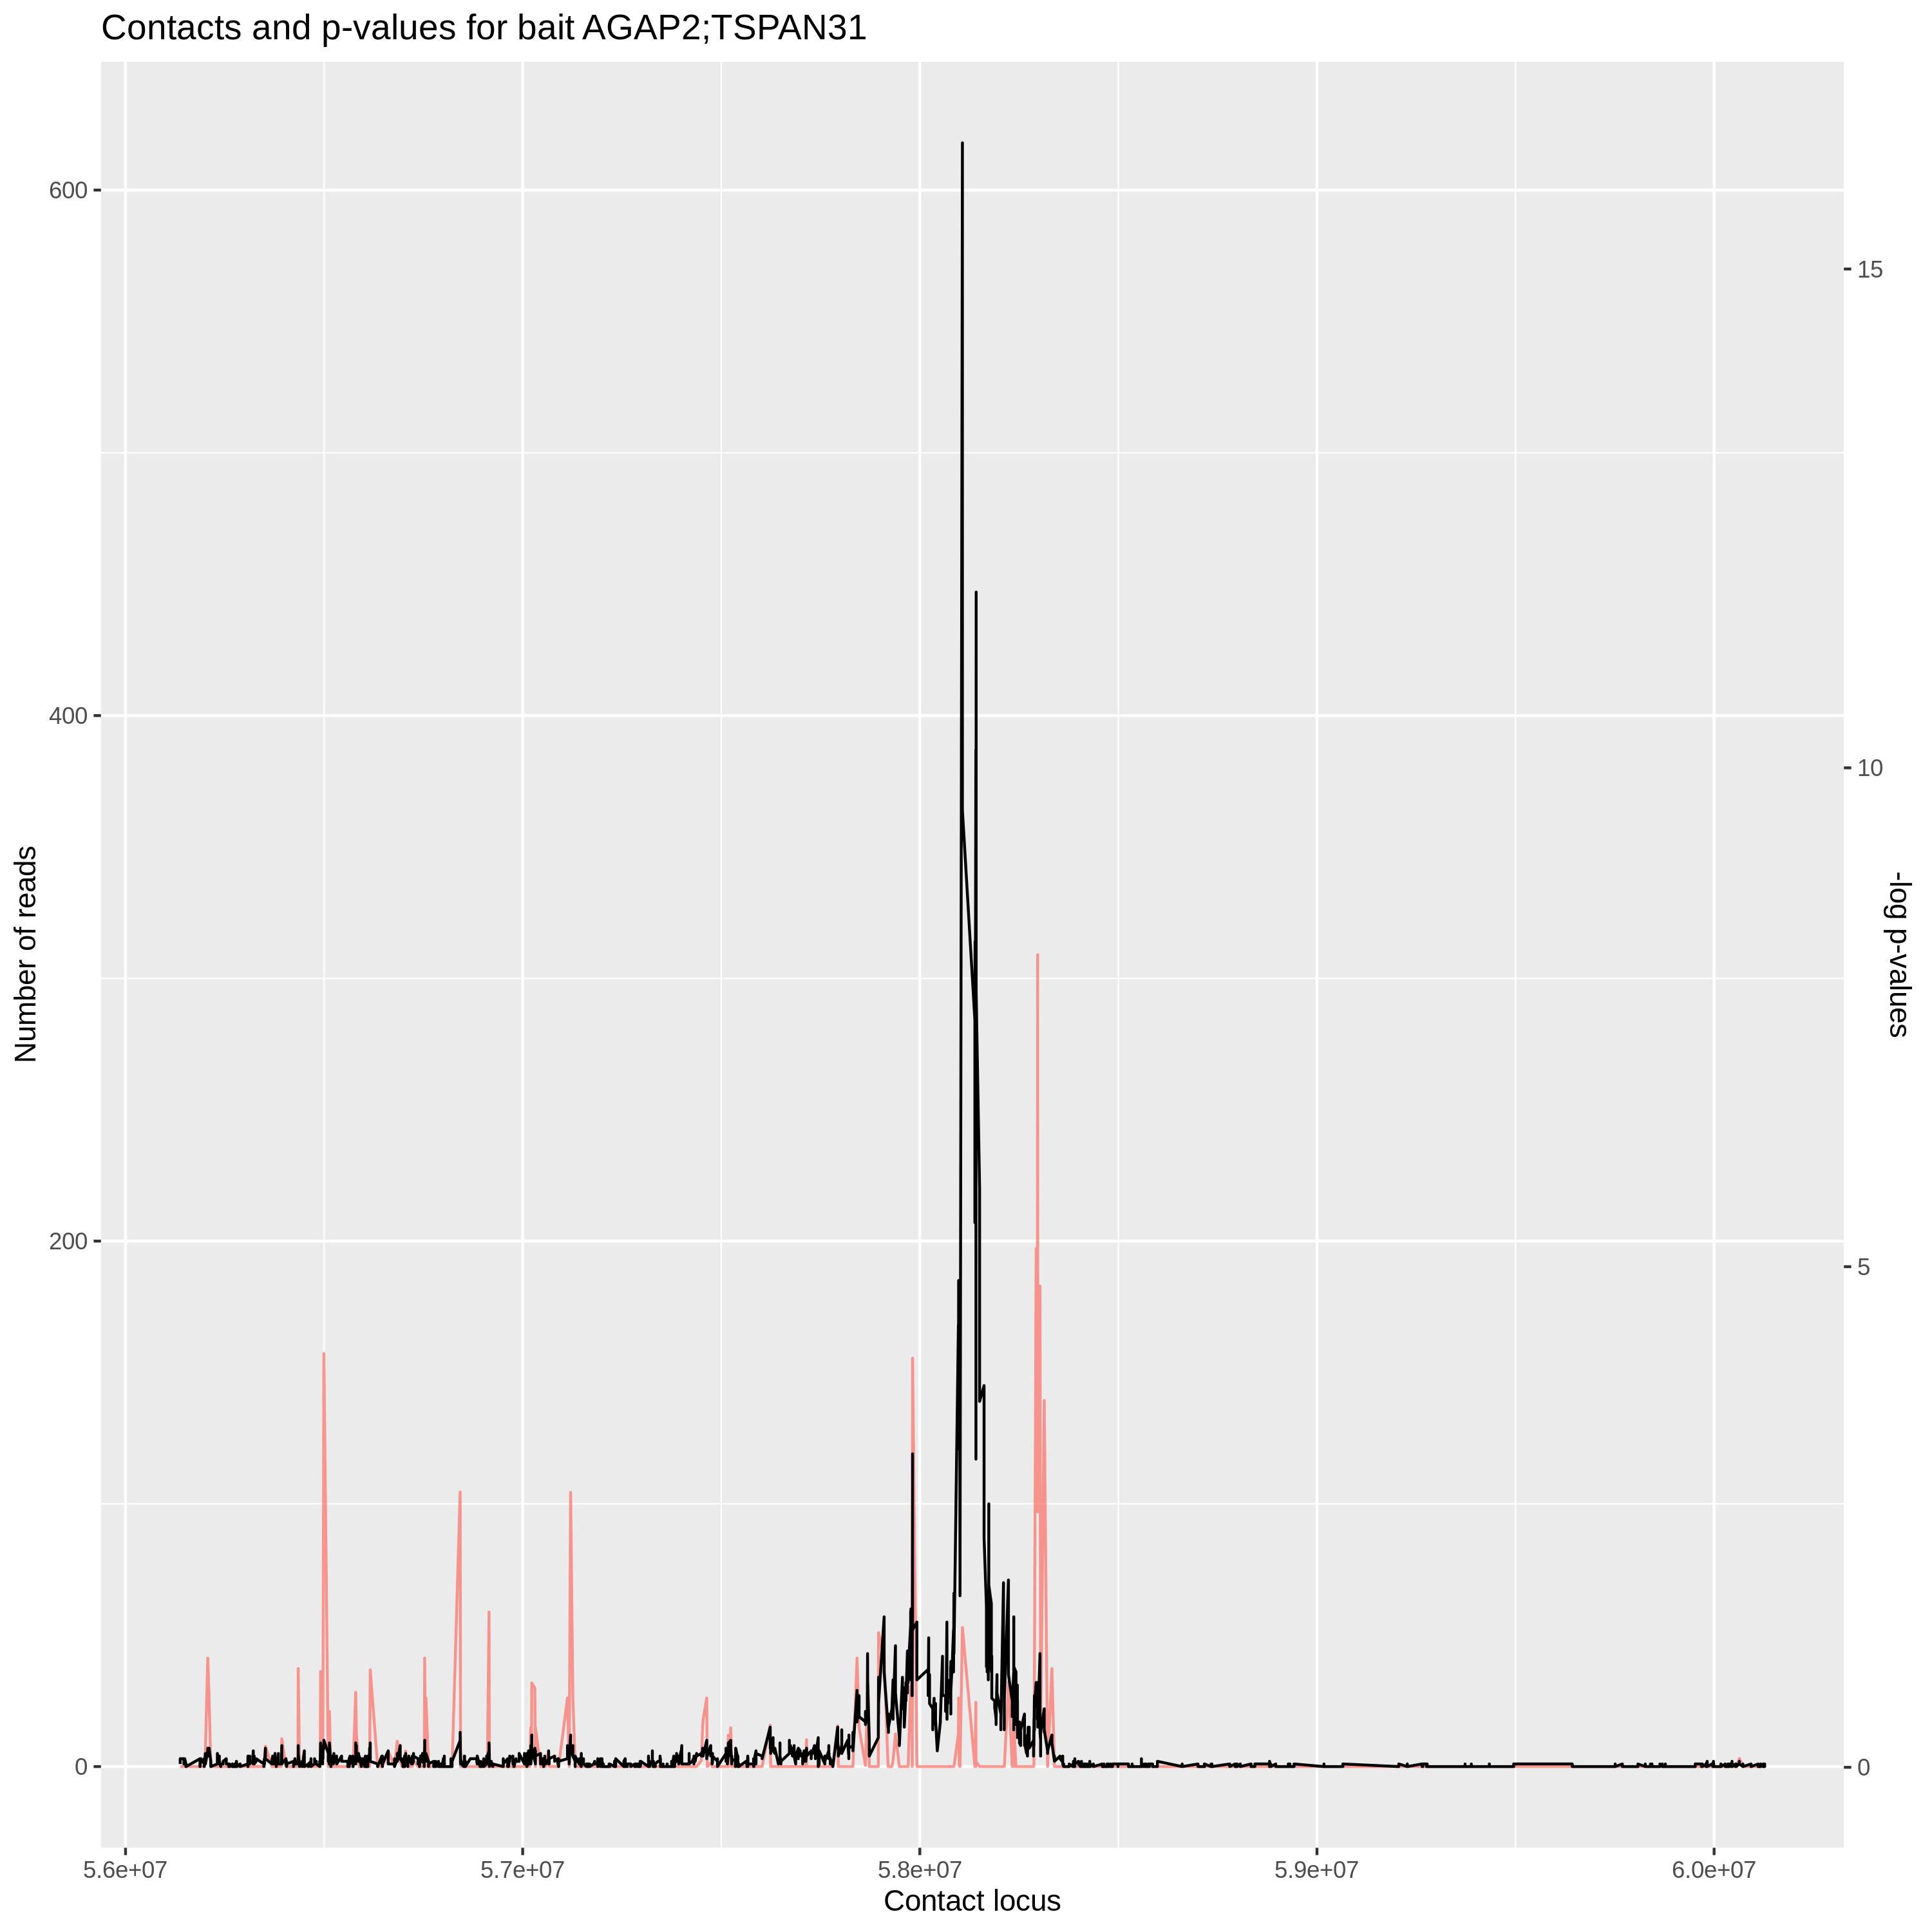 Contacts and p-values for bait AGAP2;TSPAN31
Number of reads
600
400
200
0
15
10
5
0
-log p-values
5.6e+07
5.7e+07
5.8e+07
5.9e+07
6.0e+07
Contact locus